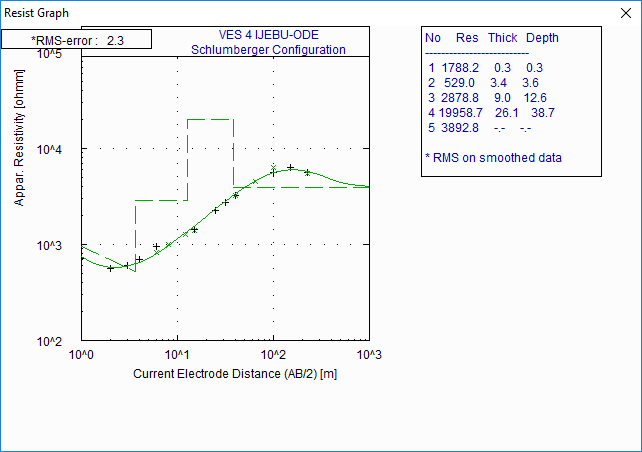 Resist Graph
*RMS-error : 2.3
VES 4 IJEBU-ODE
Schlumberger Configuration
No Res Thick Depth
--------------------------
1 1788.2 0.3 0.3
2 529.0 3.4 3.6
3 2878.8 9.0 12.6
4 19958.7 26.1 38.7
5 3892.8 -.- -.-
* RMS on smoothed data
Appar. Resistivity [ohmm]
10^5
10^4
10^3
10^2
10^0 10^1 10^2 10^3
Current Electrode Distance (AB/2) [m]